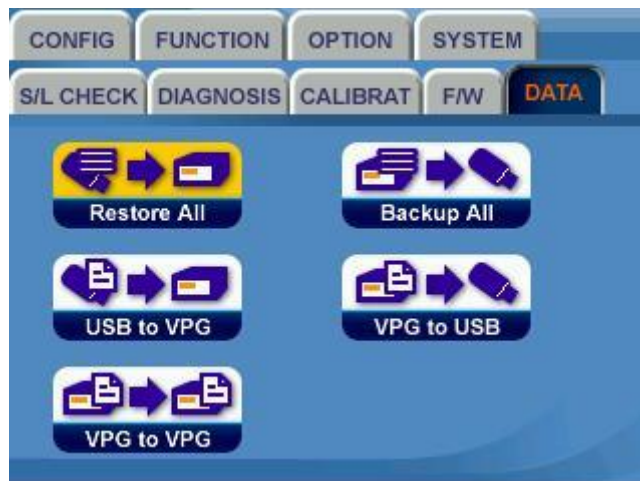 CONFIG FUNCTION OPTION SYSTEM
S/L CHECK DIAGNOSIS CALIBRAT F/W DATA
Restore All Backup All
USB to VPG VPG to USB
VPG to VPG